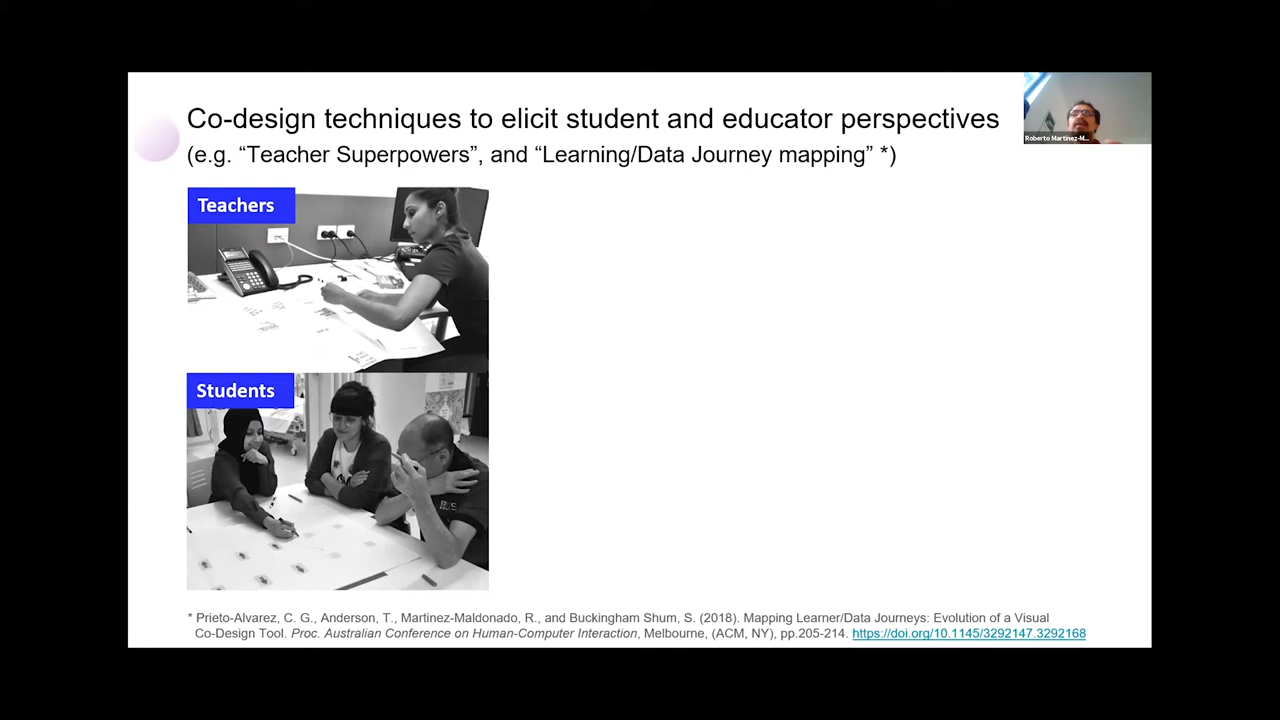 Co-design techniques to elicit student and educator perspectives
(e.g. “Teacher Superpowers”, and “Learning/Data Journey mapping” *)
Roberto Martinez-M...
Teachers
Students
* Prieto-Alvarez, C. G., Anderson, T., Martinez-Maldonado, R., and Buckingham Shum, S. (2018). Mapping Learner/Data Journeys: Evolution of a Visual
Co-Design Tool. Proc. Australian Conference on Human-Computer Interaction, Melbourne, (ACM, NY), pp.205-214. https://doi.org/10.1145/3292147.3292168